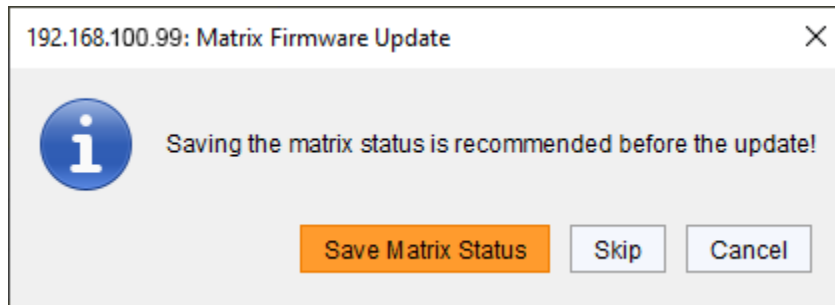 192.168.100.99: Matrix Firmware Update
Saving the matrix status is recommended before the update!
Save Matrix Status Skip Cancel